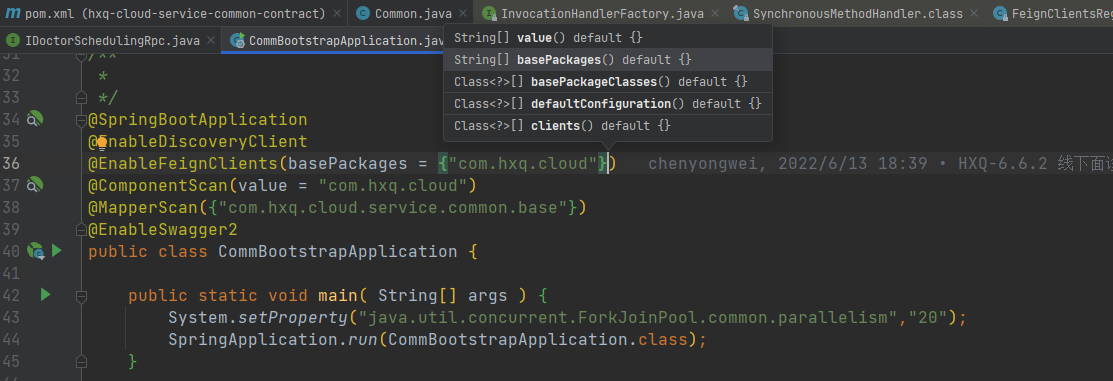 pom.xml (hxq-cloud-service-common-contract) × Common.java × InvocationHandlerFactory.java × SynchronousMethodHandler.class × FeignClientsReg
IDoctorSchedulingRpc.java × CommBootstrapApplication.jav
String[] value() default {}
String[] basePackages() default {}
Class<?>[] basePackageClasses() default {}
Class<?>[] defaultConfiguration() default {}
Class<?>[] clients() default {}
31 /**
32 *
33 */
34 @SpringBootApplication
35 @EnableDiscoveryClient
36 @EnableFeignClients(basePackages = {"com.hxq.cloud"}) chenyongwei, 2022/6/13 18:39 • HXQ-6.6.2 线下面
37 @ComponentScan(value = "com.hxq.cloud")
38 @MapperScan({"com.hxq.cloud.service.common.base"})
39 @EnableSwagger2
40 public class CommBootstrapApplication {
41
42 public static void main( String[] args ) {
43 System.setProperty("java.util.concurrent.ForkJoinPool.common.parallelism","20");
44 SpringApplication.run(CommBootstrapApplication.class);
45 }